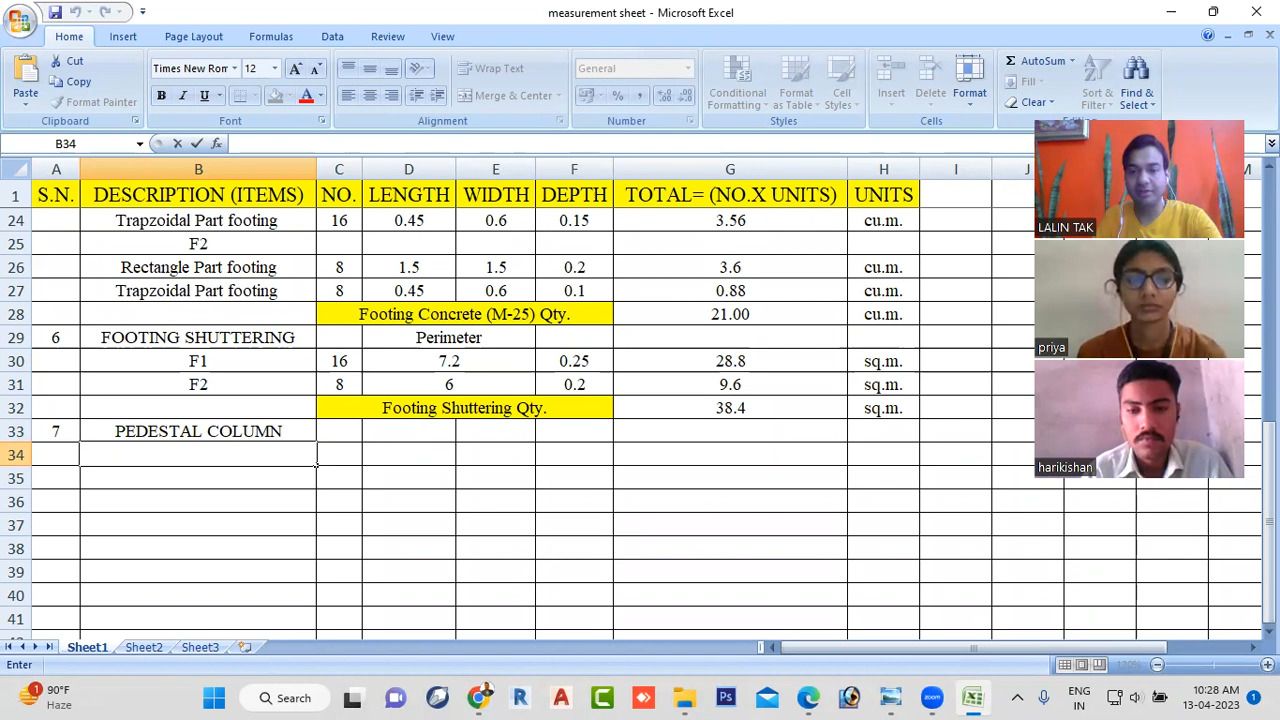 measurement sheet - Microsoft Excel
Home Insert Page Layout Formulas Data Review View
Paste Cut Copy Format Painter Clipboard
Times New Ron 12 B I U A Font
Wrap Text Merge & Center Alignment
General % , Number
Conditional Formatting Format as Table Cell Styles Styles
Insert Delete Format Cells
Σ AutoSum Fill Clear Sort & Filter Find & Select
B34 fx
A B C D E F G H I J M
1 S.N. DESCRIPTION (ITEMS) NO. LENGTH WIDTH DEPTH TOTAL= (NO.X UNITS) UNITS
24 Trapzoidal Part footing 16 0.45 0.6 0.15 3.56 cu.m.
25 F2
26 Rectangle Part footing 8 1.5 1.5 0.2 3.6 cu.m.
27 Trapzoidal Part footing 8 0.45 0.6 0.1 0.88 cu.m.
28 Footing Concrete (M-25) Qty. 21.00 cu.m.
29 6 FOOTING SHUTTERING Perimeter
30 F1 16 7.2 0.25 28.8 sq.m.
31 F2 8 6 0.2 9.6 sq.m.
32 Footing Shuttering Qty. 38.4 sq.m.
33 7 PEDESTAL COLUMN
34
35
36
37
38
39
40
41
LALIN TAK
priya
harikishan
Sheet1 Sheet2 Sheet3
Enter
1 90°F Haze Search ENG IN 10:28 AM 13-04-2023 1